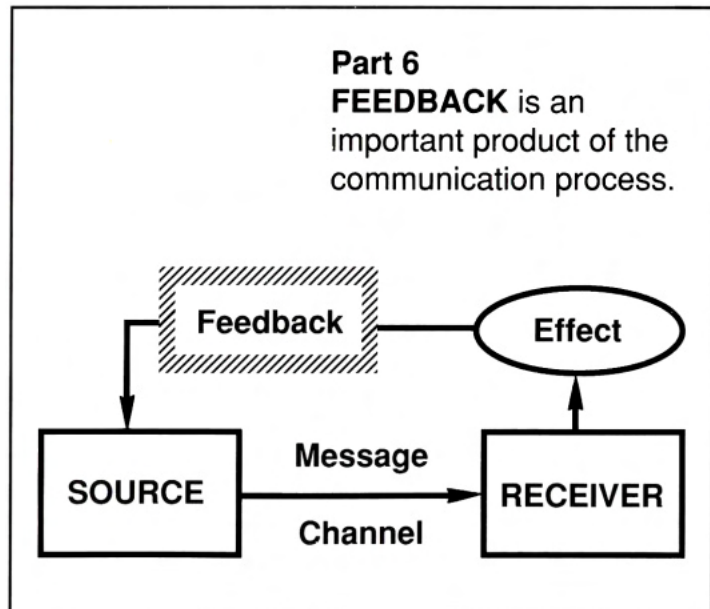 Part 6
FEEDBACK is an
important product of the
communication process.
Feedback
Effect
SOURCE
Message
Channel
RECEIVER